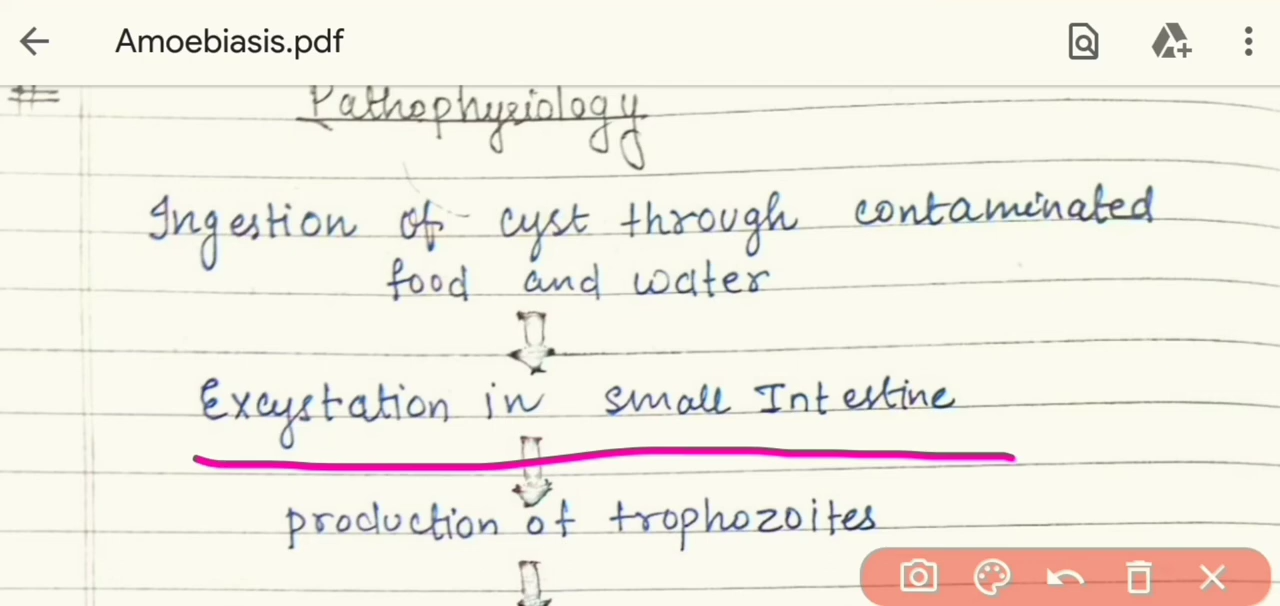 Amoebiasis.pdf
Pathophysiology
Ingestion of cyst through contaminated
food and water
Excystation in small Intestine
production of trophozoites